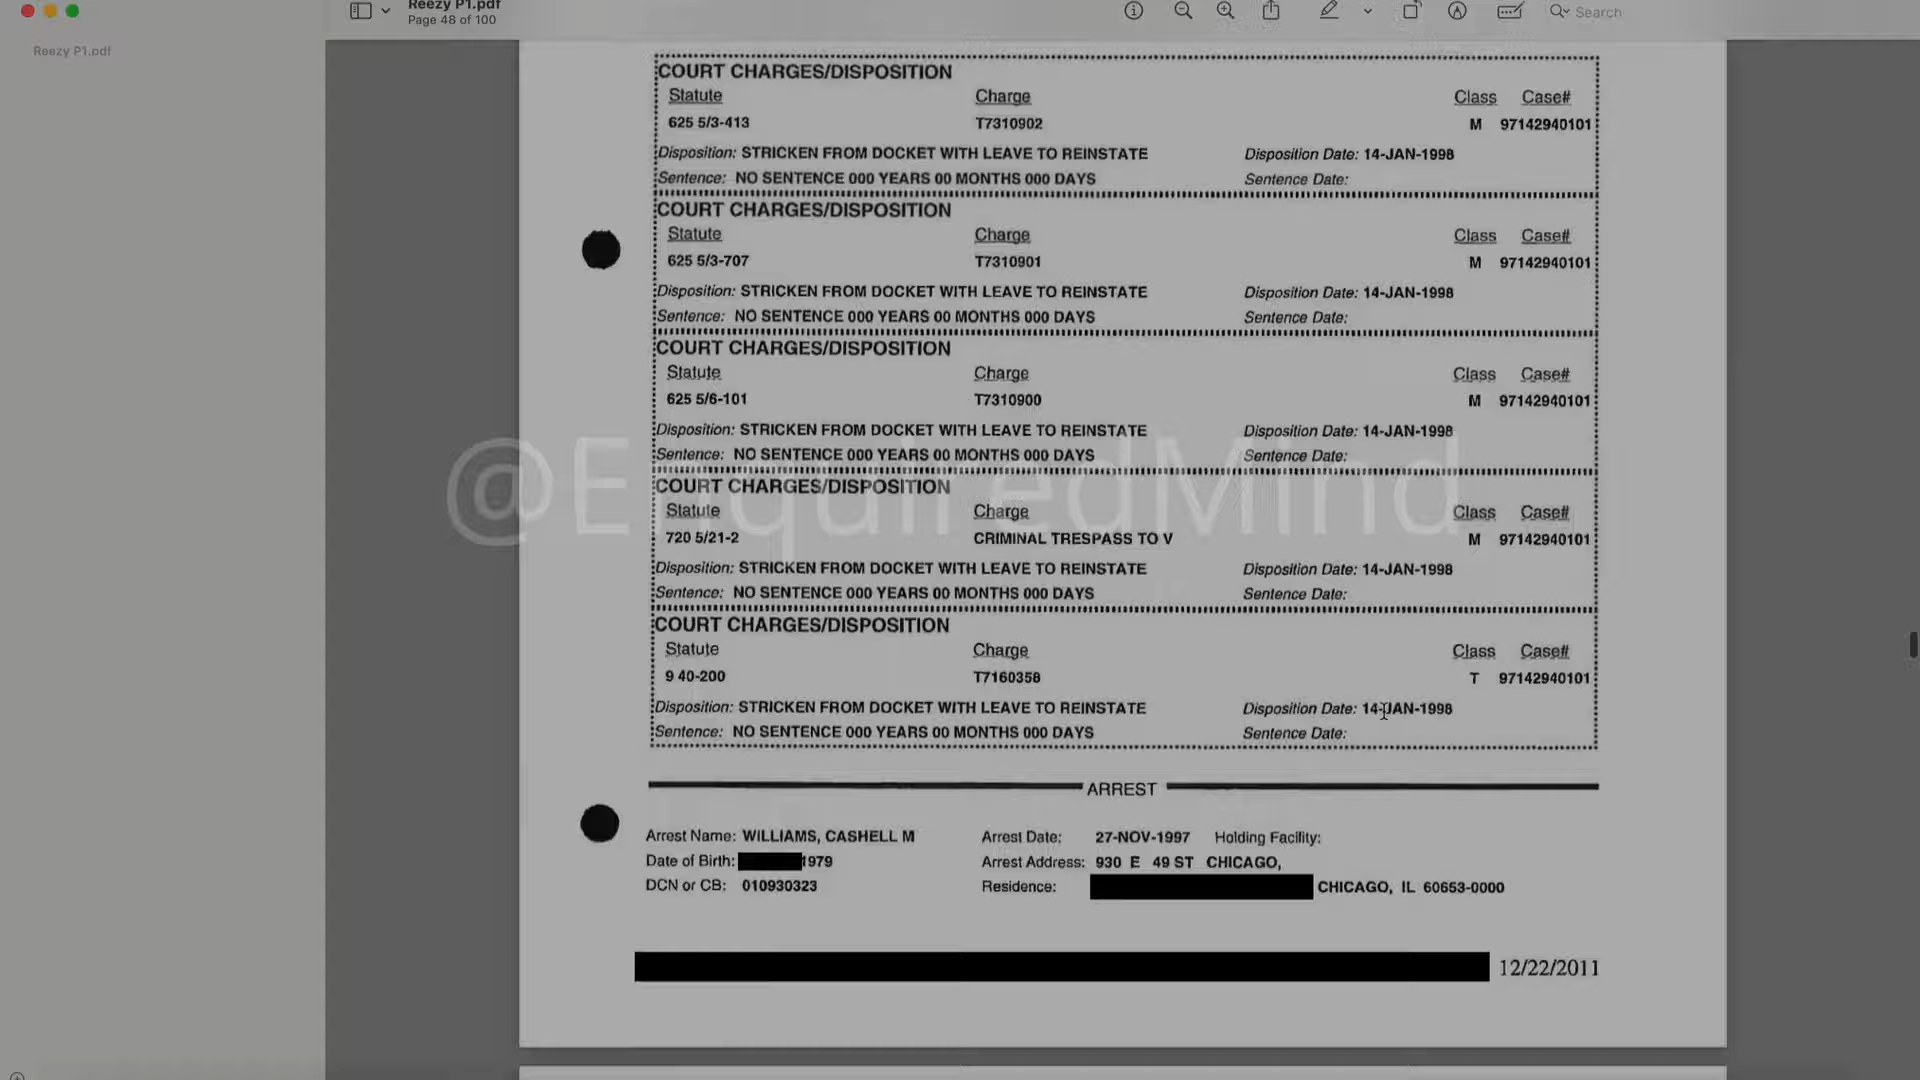 Reezy P1.pdf
Page 48 of 100
Search
Reezy P1.pdf
COURT CHARGES/DISPOSITION
Statute Charge Class Case#
625 5/3-413 T7310902 M 97142940101
Disposition: STRICKEN FROM DOCKET WITH LEAVE TO REINSTATE Disposition Date: 14-JAN-1998
Sentence: NO SENTENCE 000 YEARS 00 MONTHS 000 DAYS Sentence Date:
COURT CHARGES/DISPOSITION
Statute Charge Class Case#
625 5/3-707 T7310901 M 97142940101
Disposition: STRICKEN FROM DOCKET WITH LEAVE TO REINSTATE Disposition Date: 14-JAN-1998
Sentence: NO SENTENCE 000 YEARS 00 MONTHS 000 DAYS Sentence Date:
COURT CHARGES/DISPOSITION
Statute Charge Class Case#
625 5/6-101 T7310900 M 97142940101
Disposition: STRICKEN FROM DOCKET WITH LEAVE TO REINSTATE Disposition Date: 14-JAN-1998
Sentence: NO SENTENCE 000 YEARS 00 MONTHS 000 DAYS Sentence Date:
@EnquiredMind
COURT CHARGES/DISPOSITION
Statute Charge Class Case#
720 5/21-2 CRIMINAL TRESPASS TO V M 97142940101
Disposition: STRICKEN FROM DOCKET WITH LEAVE TO REINSTATE Disposition Date: 14-JAN-1998
Sentence: NO SENTENCE 000 YEARS 00 MONTHS 000 DAYS Sentence Date:
COURT CHARGES/DISPOSITION
Statute Charge Class Case#
9 40-200 T7160358 T 97142940101
Disposition: STRICKEN FROM DOCKET WITH LEAVE TO REINSTATE Disposition Date: 14-JAN-1998
Sentence: NO SENTENCE 000 YEARS 00 MONTHS 000 DAYS Sentence Date:
ARREST
Arrest Name: WILLIAMS, CASHELL M Arrest Date: 27-NOV-1997 Holding Facility:
Date of Birth: 1979 Arrest Address: 930 E 49 ST CHICAGO,
DCN or CB: 010930323 Residence: CHICAGO, IL 60653-0000
12/22/2011